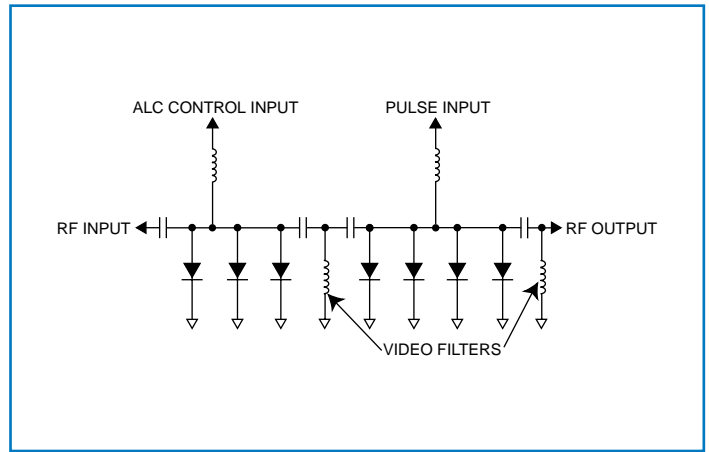 ALC CONTROL INPUT
PULSE INPUT
RF INPUT
RF OUTPUT
VIDEO FILTERS